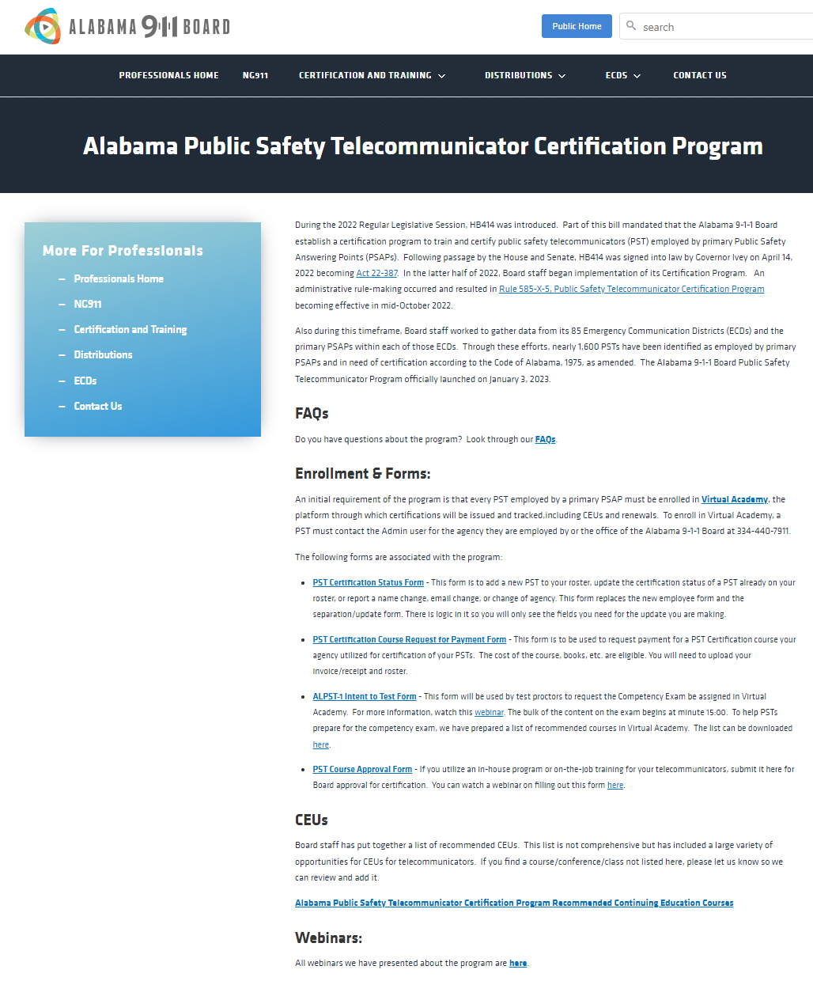 ALABAMA 911 BOARD
Public Home
search
PROFESSIONALS HOME NG911 CERTIFICATION AND TRAINING DISTRIBUTIONS ECDS CONTACT US
Alabama Public Safety Telecommunicator Certification Program
More For Professionals
– Professionals Home
– NG911
– Certification and Training
– Distributions
– ECDs
– Contact Us
During the 2022 Regular Legislative Session, HB414 was introduced. Part of this bill mandated that the Alabama 9-1-1 Board
establish a certification program to train and certify public safety telecommunicators (PST) employed by primary Public Safety
Answering Points (PSAPs). Following passage by the House and Senate, HB414 was signed into law by Governor Ivey on April 14,
2022 becoming Act 22-387. In the latter half of 2022, Board staff began implementation of its Certification Program. An
administrative rule-making occurred and resulted in Rule 585-X-5, Public Safety Telecommunicator Certification Program
becoming effective in mid-October 2022.
Also during this timeframe, Board staff worked to gather data from its 85 Emergency Communication Districts (ECDs) and the
primary PSAPs within each of those ECDs. Through these efforts, nearly 1,600 PSTs have been identified as employed by primary
PSAPs and in need of certification according to the Code of Alabama, 1975, as amended. The Alabama 9-1-1 Board Public Safety
Telecommunicator Program officially launched on January 3, 2023.
FAQs
Do you have questions about the program? Look through our FAQs.
Enrollment & Forms:
An initial requirement of the program is that every PST employed by a primary PSAP must be enrolled in Virtual Academy, the
platform through which certifications will be issued and tracked,including CEUs and renewals. To enroll in Virtual Academy, a
PST must contact the Admin user for the agency they are employed by or the office of the Alabama 9-1-1 Board at 334-440-7911.
The following forms are associated with the program:
• PST Certification Status Form - This form is to add a new PST to your roster, update the certification status of a PST already on your
roster, or report a name change, email change, or change of agency. This form replaces the new employee form and the
separation/update form. There is logic in it so you will only see the fields you need for the update you are making.
• PST Certification Course Request for Payment Form - This form is to be used to request payment for a PST Certification course your
agency utilized for certification of your PSTs. The cost of the course, books, etc. are eligible. You will need to upload your
invoice/receipt and roster.
• ALPST-1 Intent to Test Form - This form will be used by test proctors to request the Competency Exam be assigned in Virtual
Academy. For more information, watch this webinar. The bulk of the content on the exam begins at minute 15:00. To help PSTs
prepare for the competency exam, we have prepared a list of recommended courses in Virtual Academy. The list can be downloaded
here.
• PST Course Approval Form - If you utilize an in-house program or on-the-job training for your telecommunicators, submit it here for
Board approval for certification. You can watch a webinar on filling out this form here.
CEUs
Board staff has put together a list of recommended CEUs. This list is not comprehensive but has included a large variety of
opportunities for CEUs for telecommunicators. If you find a course/conference/class not listed here, please let us know so we
can review and add it.
Alabama Public Safety Telecommunicator Certification Program Recommended Continuing Education Courses
Webinars:
All webinars we have presented about the program are here.